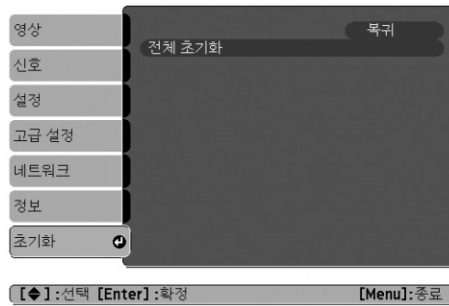 영상
신호
설정
고급 설정
네트워크
정보
초기화
복귀
전체 초기화
[◆]:선택 [Enter]:확정 [Menu]:종료